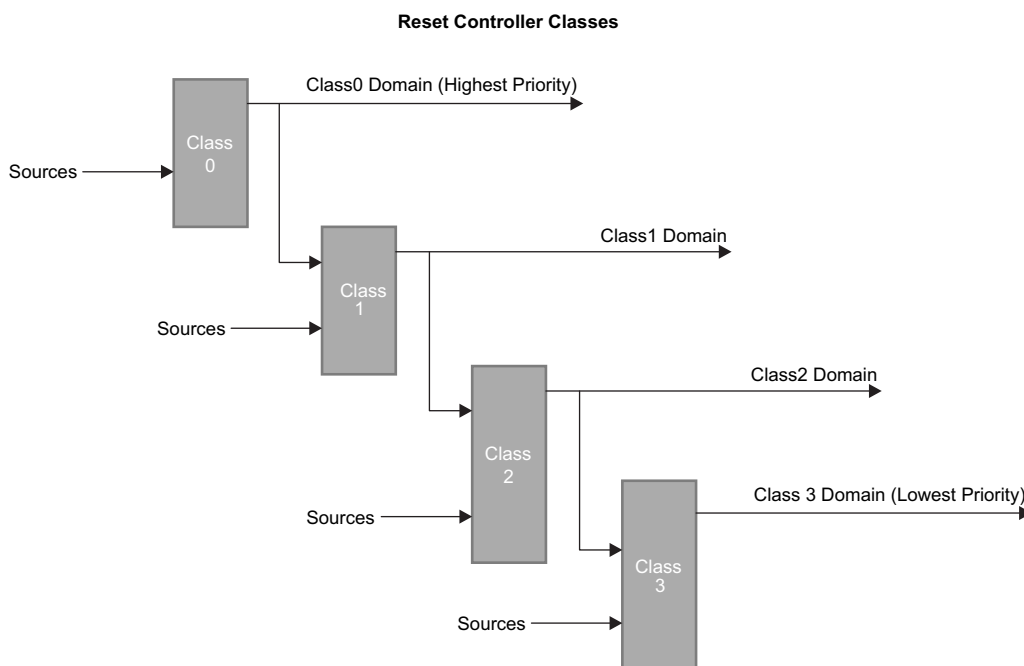 Reset Controller Classes
Class0 Domain (Highest Priority)
Class
0
Sources
Class1 Domain
Class
1
Sources
Class2 Domain
Class
2
Sources
Class 3 Domain (Lowest Priority)
Class
3
Sources